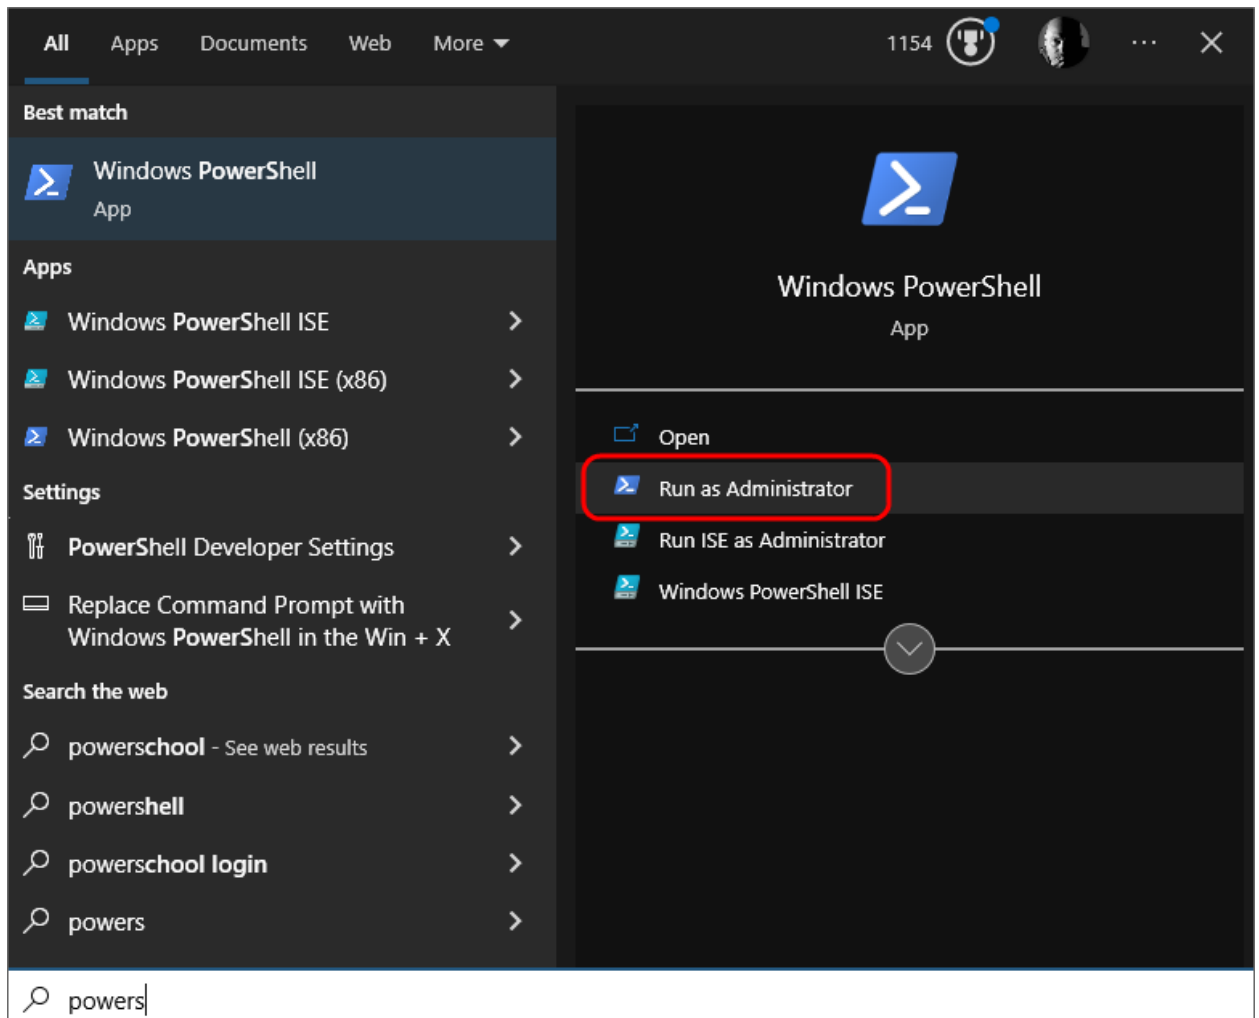 All Apps Documents Web More 1154
Best match
Windows PowerShell
App
Apps
Windows PowerShell ISE
Windows PowerShell ISE (x86)
Windows PowerShell (x86)
Settings
PowerShell Developer Settings
Replace Command Prompt with
Windows PowerShell in the Win + X
Search the web
powerschool - See web results
powershell
powerschool login
powers
powers
Windows PowerShell
App
Open
Run as Administrator
Run ISE as Administrator
Windows PowerShell ISE